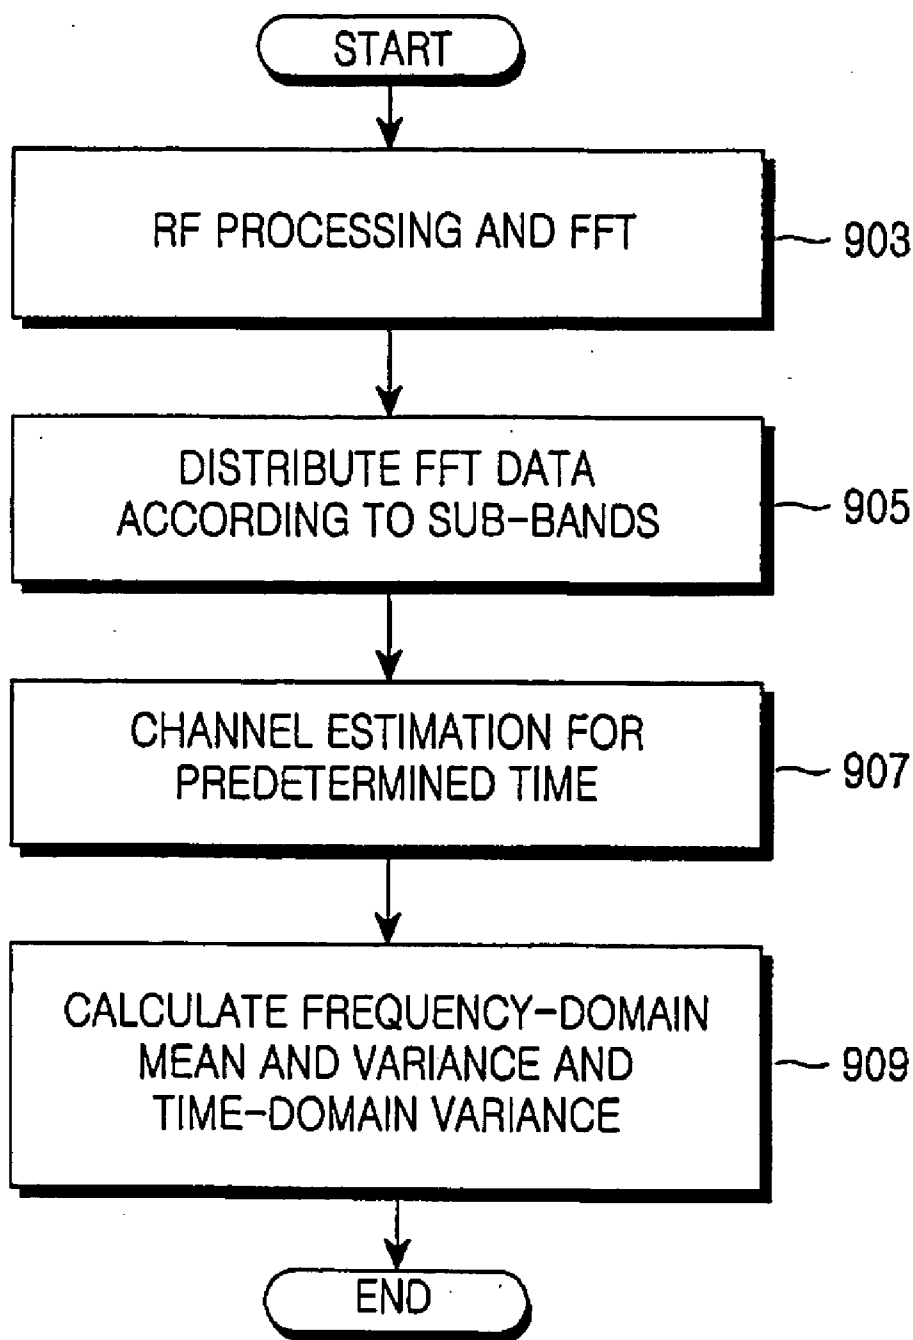 START
RF PROCESSING AND FFT
903
DISTRIBUTE FFT DATA
ACCORDING TO SUB-BANDS
905
CHANNEL ESTIMATION FOR
PREDETERMINED TIME
907
CALCULATE FREQUENCY-DOMAIN
MEAN AND VARIANCE AND
TIME-DOMAIN VARIANCE
909
END